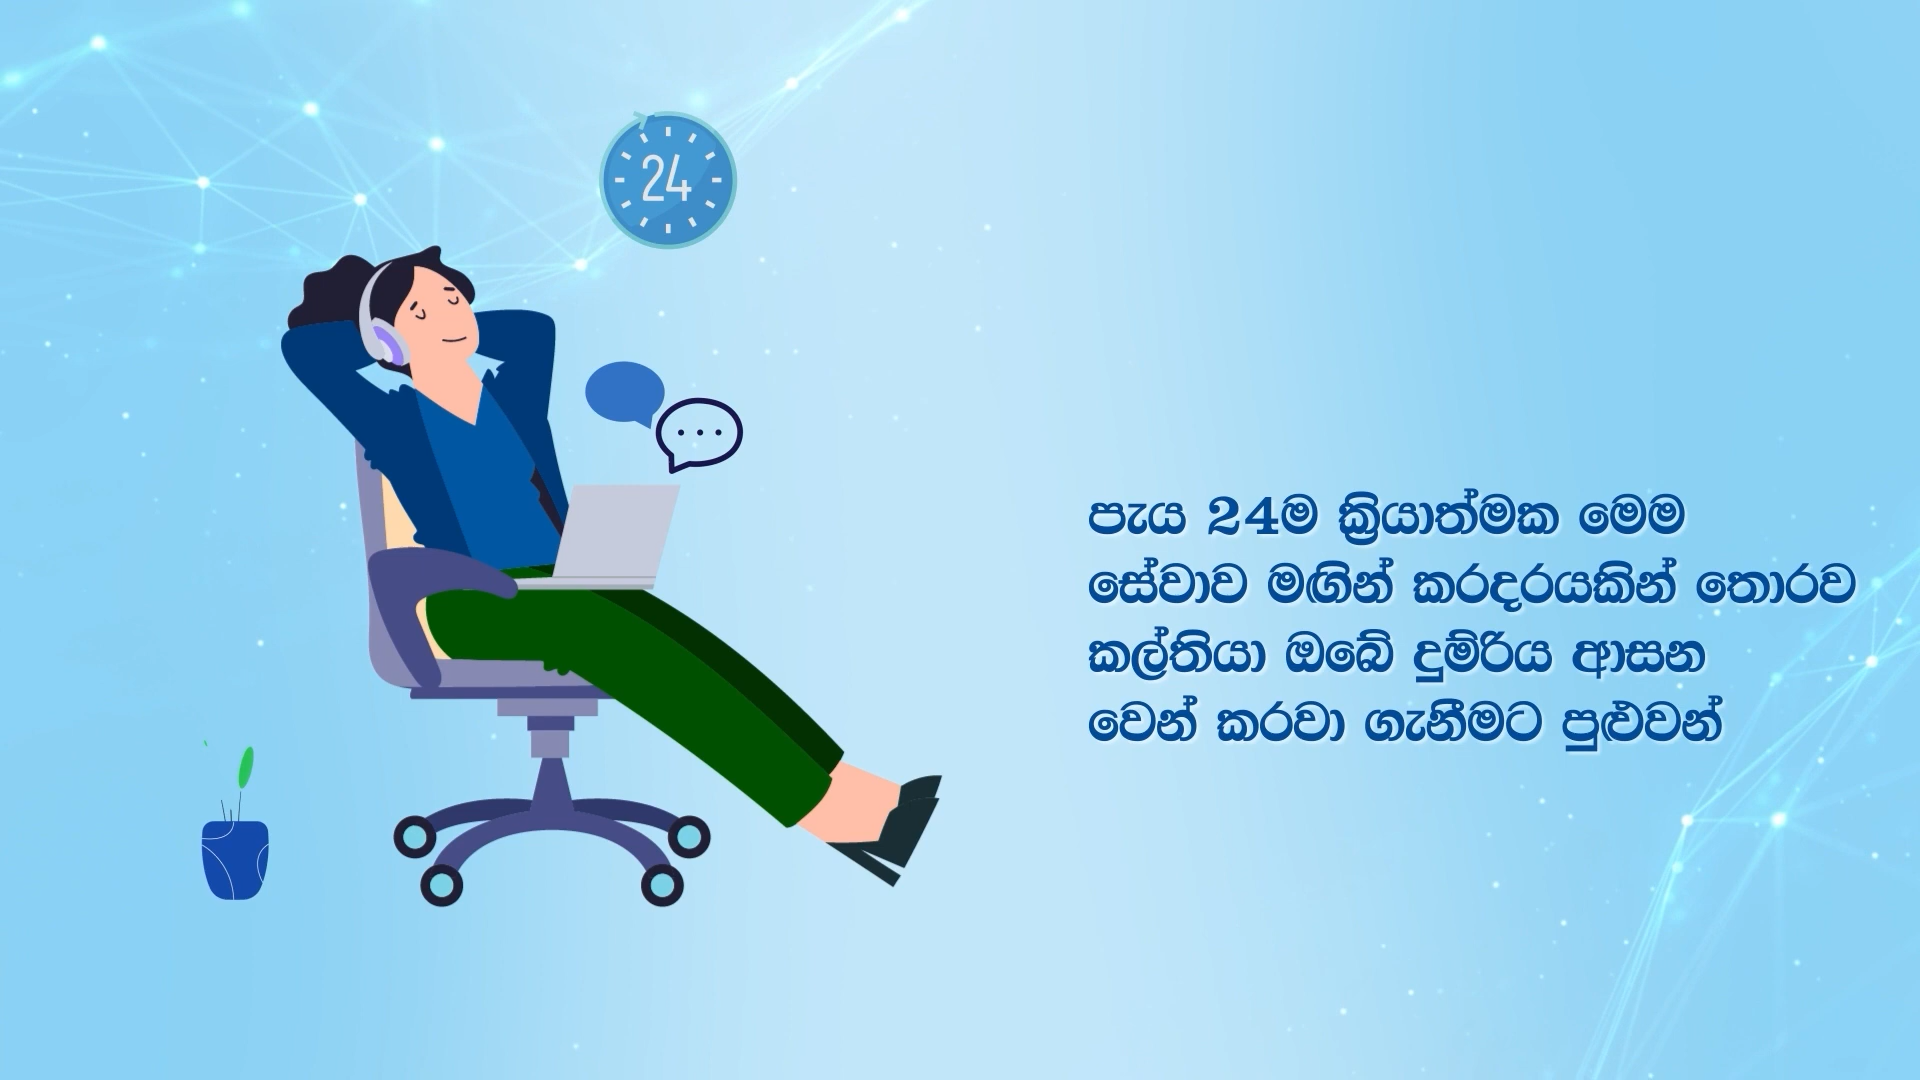 24
පැය 24ම ක්‍රියාත්මක මෙම
සේවාව මඟින් කරදරයකින් තොරව
කල්තියා ඔබේ දුම්රිය ආසන
වෙන් කරවා ගැනීමට පුළුවන්